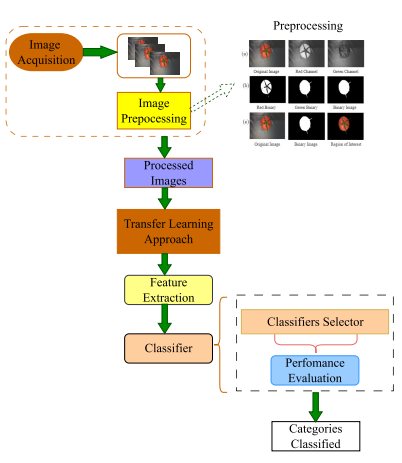 Preprocessing
Image
Acquisition
(a)
Original Image
Red Channel
Green Channel
(b)
Red Binary
Green Binary
Binary Image
(c)
Original Image
Binary Image
Region of Interest
Image
Prepocessing
Processed
Images
Transfer Learning
Approach
Feature
Extraction
Classifier
Classifiers Selector
Perfomance
Evaluation
Categories
Classified